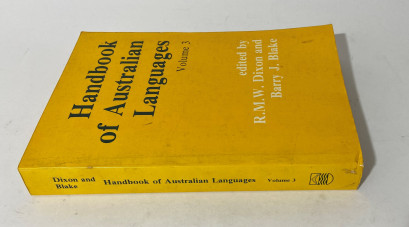 Handbook
of Australian
Languages
Volume 3
edited by
R.M.W. Dixon and
Barry J. Blake
Dixon and
Blake
Handbook of Australian Languages Volume 3